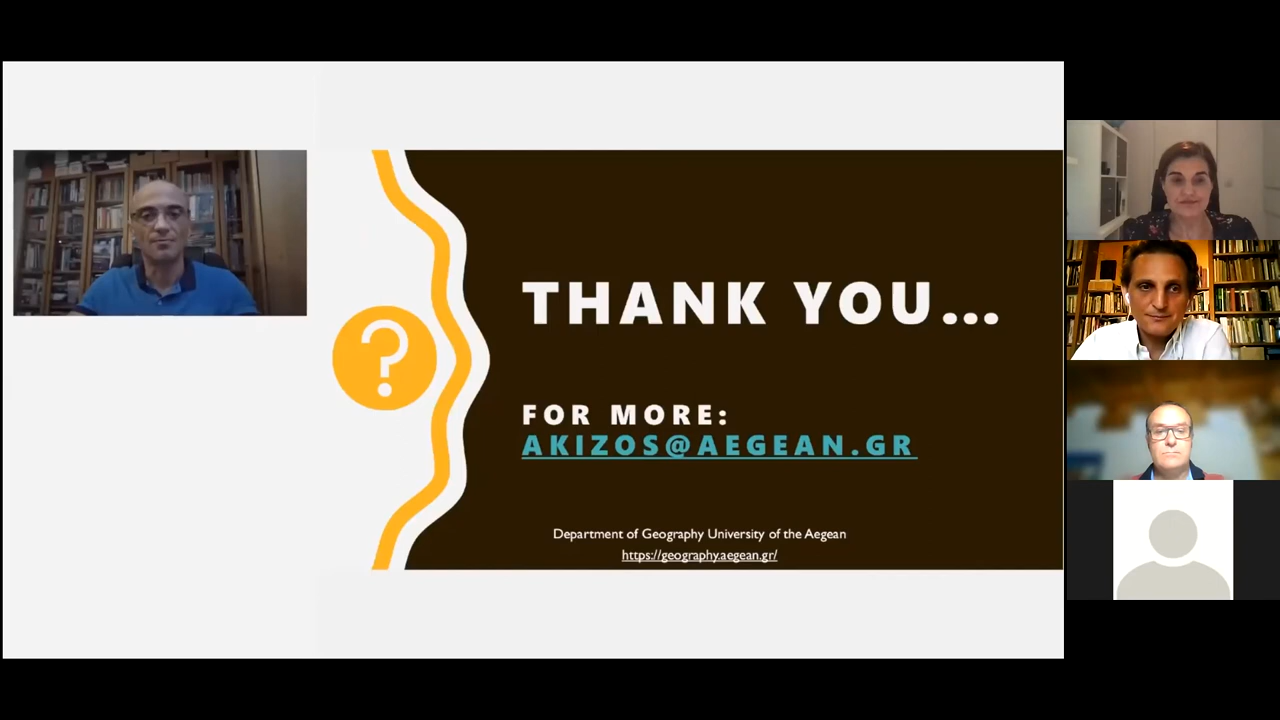 ?
THANK YOU...
FOR MORE:
AKIZOS@AEGEAN.GR
Department of Geography University of the Aegean
https://geography.aegean.gr/